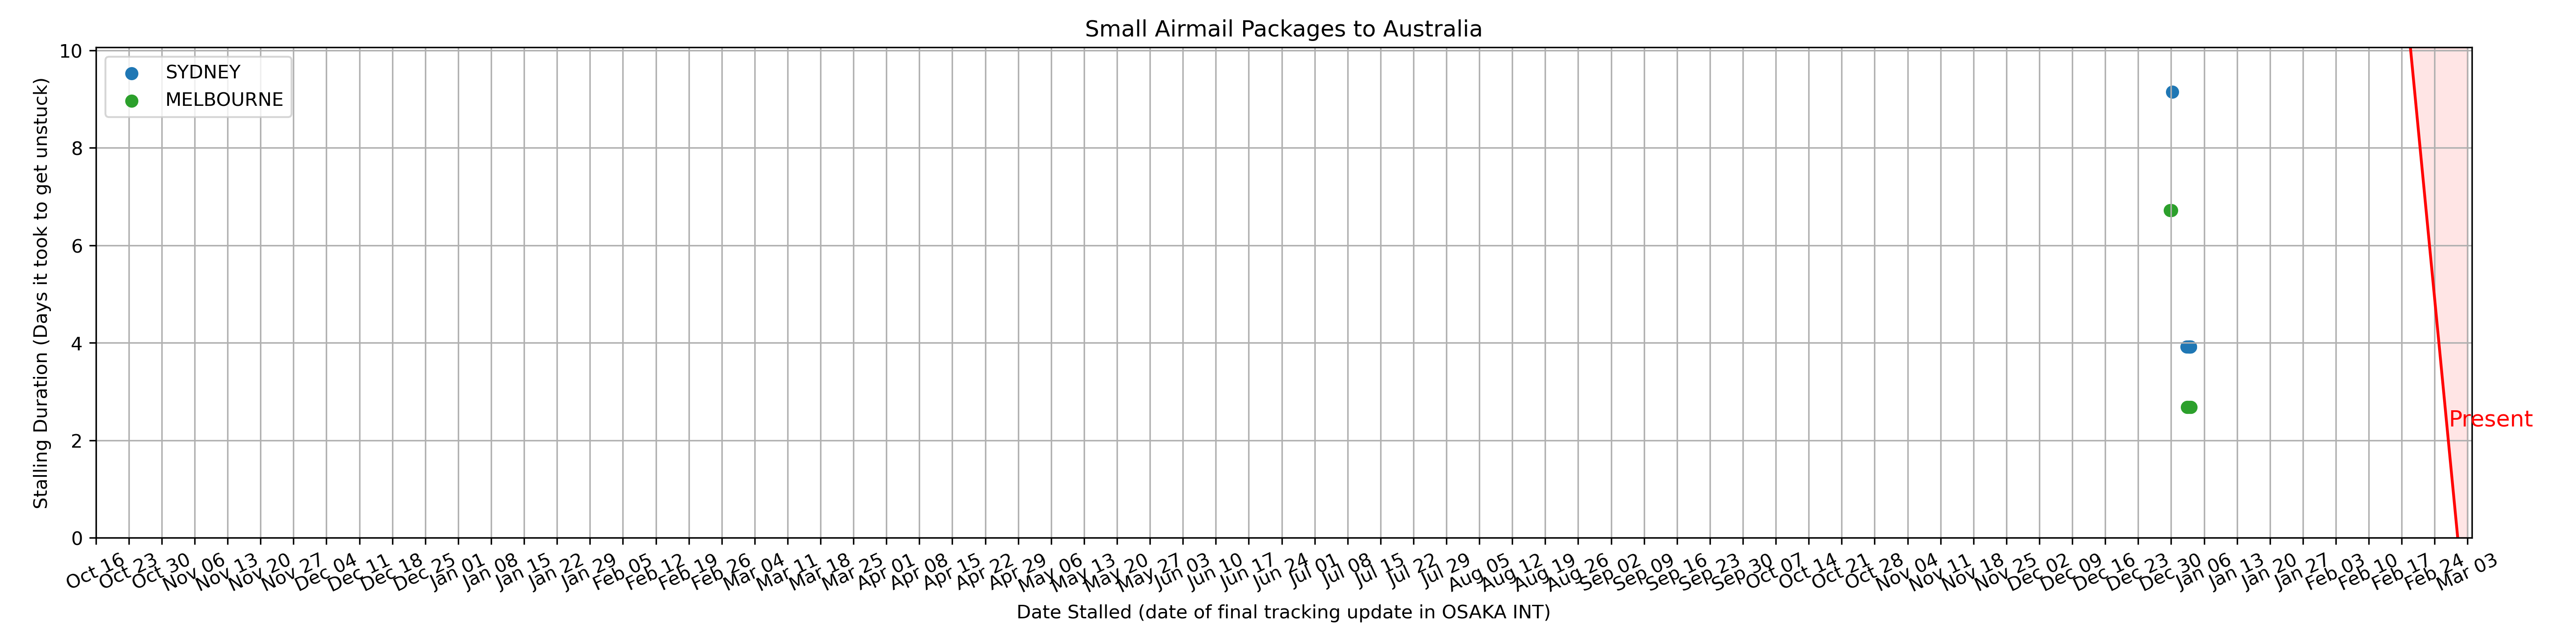 Small Airmail Packages to Australia
10
8
6
4
2
0
Stalling Duration (Days it took to get unstuck)
SYDNEY
MELBOURNE
Present
Oct 16
Oct 23
Oct 30
Nov 06
Nov 13
Nov 20
Nov 27
Dec 04
Dec 11
Dec 18
Dec 25
Jan 01
Jan 08
Jan 15
Jan 22
Jan 29
Feb 05
Feb 12
Feb 19
Feb 26
Mar 04
Mar 11
Mar 18
Mar 25
Apr 01
Apr 08
Apr 15
Apr 22
Apr 29
May 06
May 13
May 20
May 27
Jun 03
Jun 10
Jun 17
Jun 24
Jul 01
Jul 08
Jul 15
Jul 22
Jul 29
Aug 05
Aug 12
Aug 19
Aug 26
Sep 02
Sep 09
Sep 16
Sep 23
Sep 30
Oct 07
Oct 14
Oct 21
Oct 28
Nov 04
Nov 11
Nov 18
Nov 25
Dec 02
Dec 09
Dec 16
Dec 23
Dec 30
Jan 06
Jan 13
Jan 20
Jan 27
Feb 03
Feb 10
Feb 17
Feb 24
Mar 03
Date Stalled (date of final tracking update in OSAKA INT)